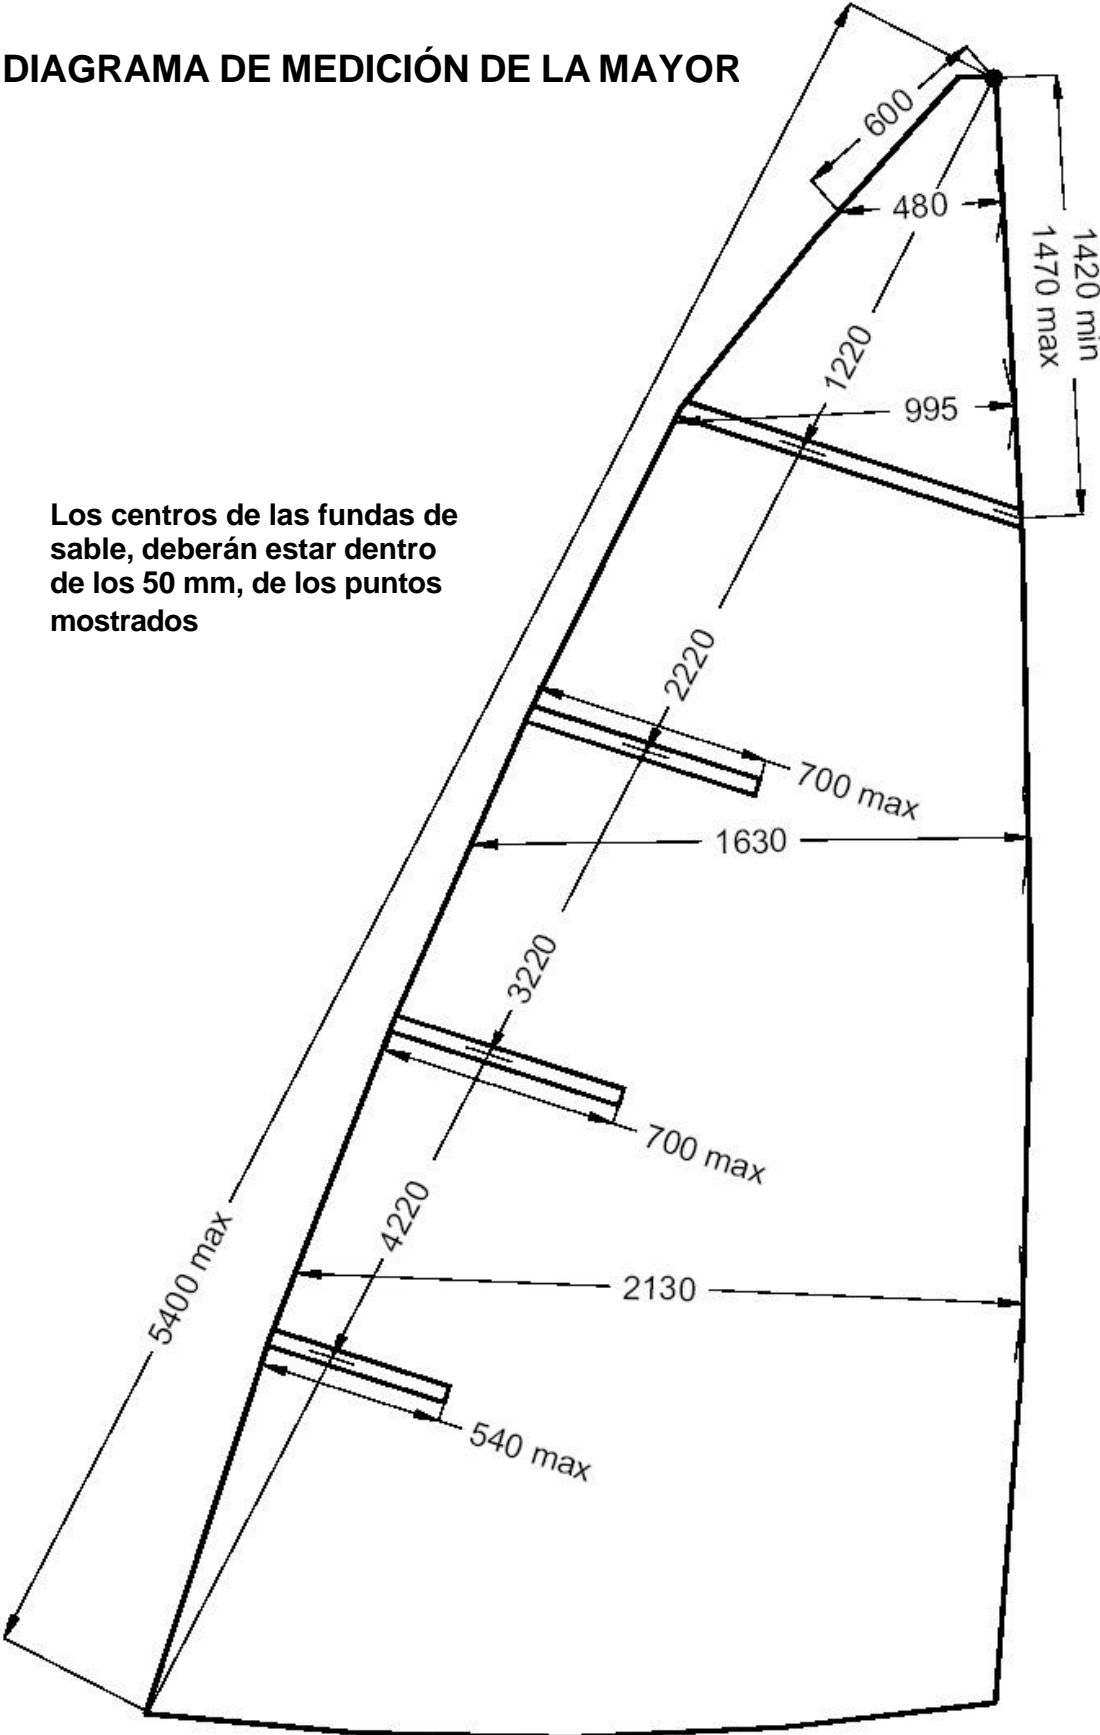 DIAGRAMA DE MEDICIÓN DE LA MAYOR
600
480
1420 min
1470 max
1220
995
Los centros de las fundas de
sable, deberán estar dentro
de los 50 mm, de los puntos
mostrados
2220
700 max
1630
3220
700 max
4220
5400 max
2130
540 max